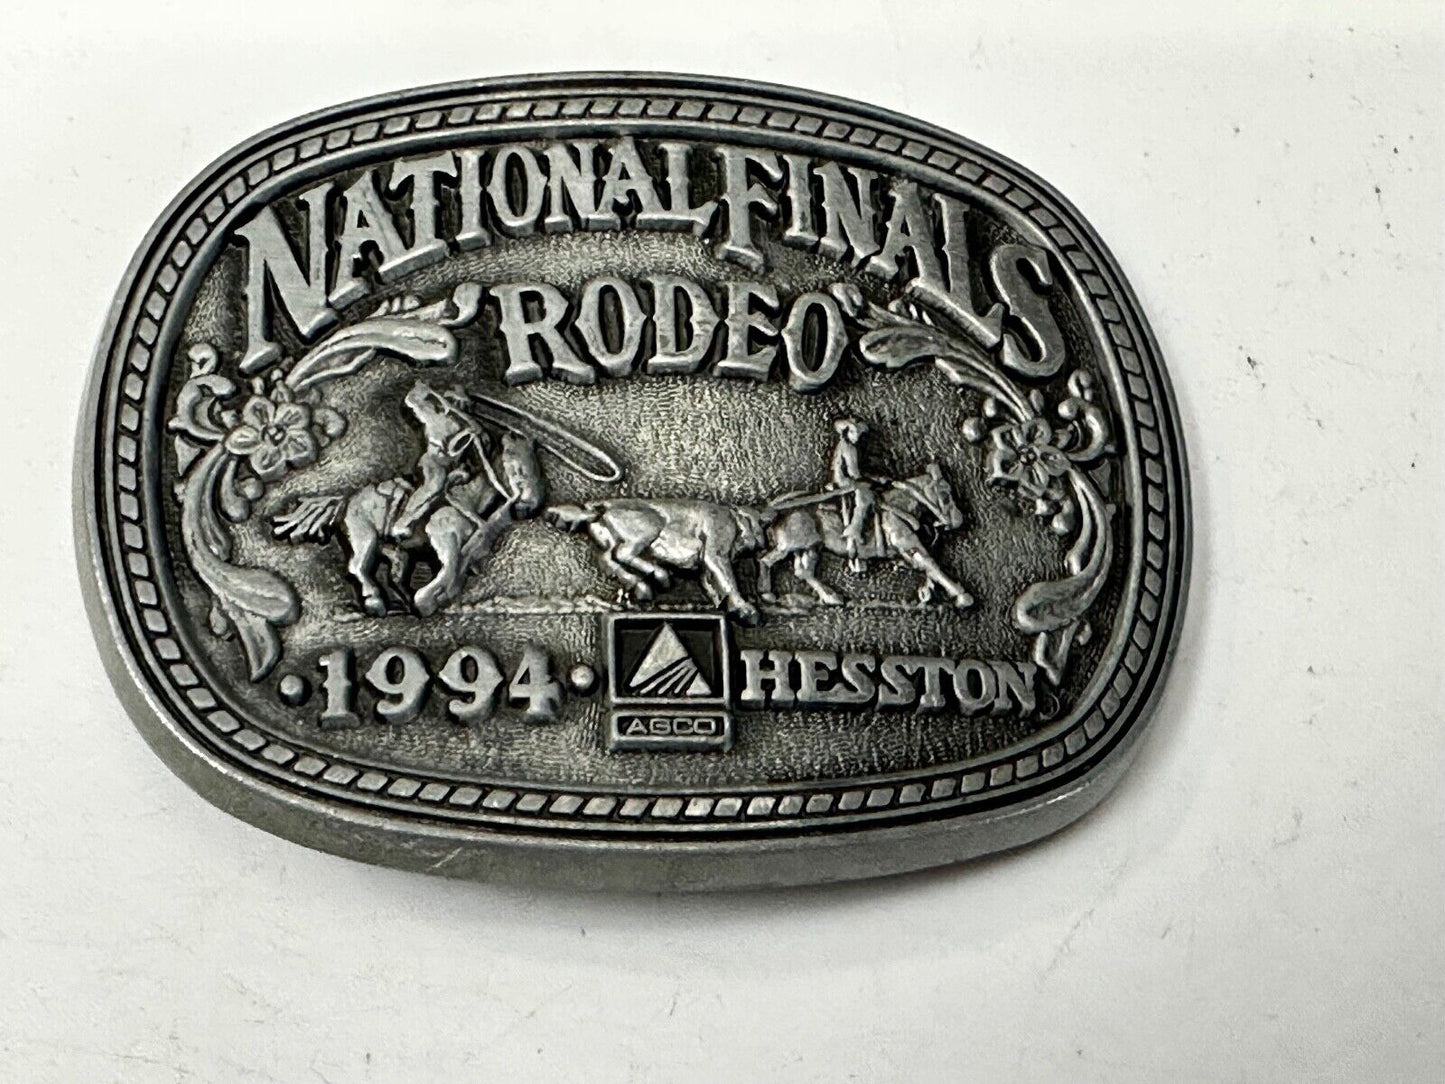 NATIONAL FINALS
RODEO
·1994· HESSTON
AGCO